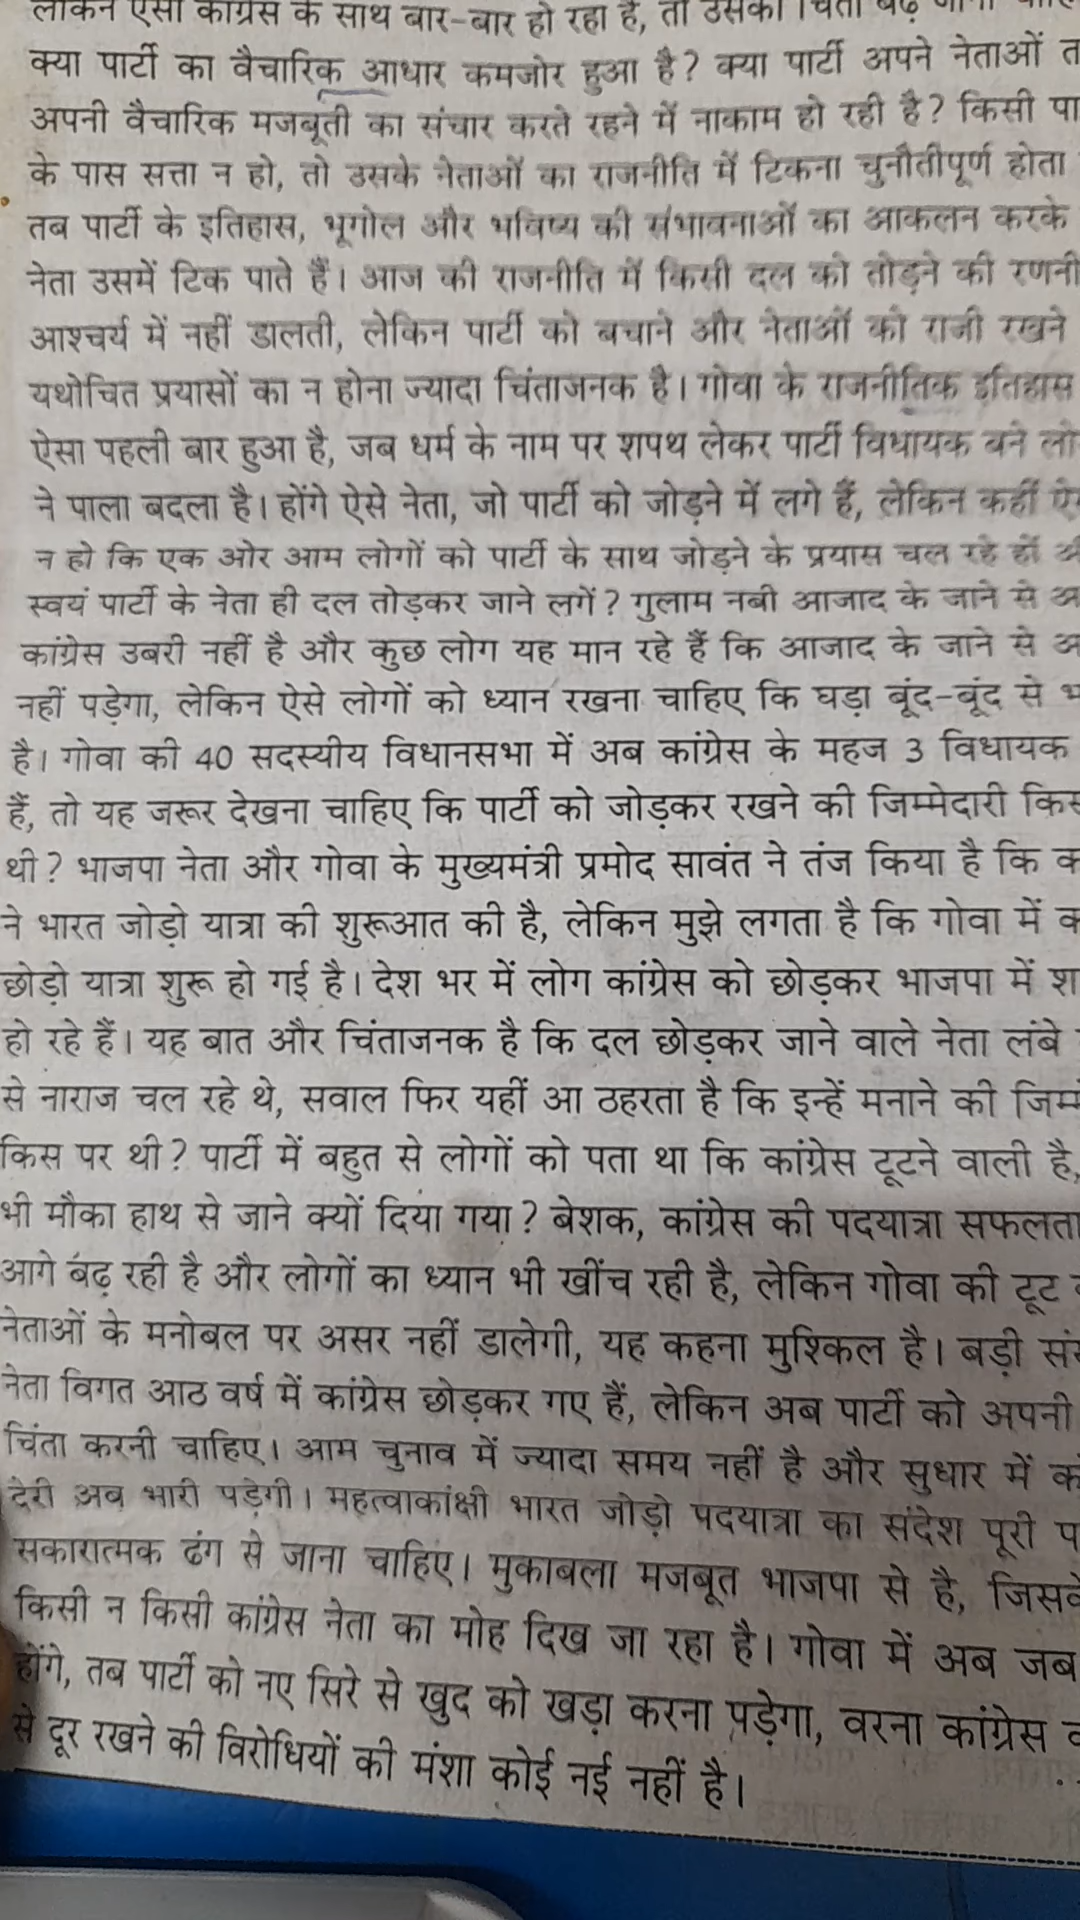 लेकिन ऐसा कांग्रेस के साथ बार-बार हो रहा है, तो उसकी चिंता बढ़
क्या पार्टी का वैचारिक आधार कमजोर हुआ है? क्या पार्टी अपने नेताओं
अपनी वैचारिक मजबूती का संचार करते रहने में नाकाम हो रही है? किसी
के पास सत्ता न हो, तो उसके नेताओं का राजनीति में टिकना चुनौतीपूर्ण होता
तब पार्टी के इतिहास, भूगोल और भविष्य की संभावनाओं का आकलन करके
नेता उसमें टिक पाते हैं। आज की राजनीति में किसी दल को तोड़ने की
आश्चर्य में नहीं डालती, लेकिन पार्टी को बचाने और नेताओं को राजी रखने
यथोचित प्रयासों का न होना ज्यादा चिंताजनक है। गोवा के राजनीतिक इतिहास
ऐसा पहली बार हुआ है, जब धर्म के नाम पर शपथ लेकर पार्टी विधायक बने
ने पाला बदला है। होंगे ऐसे नेता, जो पार्टी को जोड़ने में लगे हैं, लेकिन कहीं
न हो कि एक ओर आम लोगों को पार्टी के साथ जोड़ने के प्रयास चल रहे हों
स्वयं पार्टी के नेता ही दल तोड़कर जाने लगें? गुलाम नबी आजाद के जाने से
कांग्रेस उबरी नहीं है और कुछ लोग यह मान रहे हैं कि आजाद के जाने से
नहीं पड़ेगा, लेकिन ऐसे लोगों को ध्यान रखना चाहिए कि घड़ा बूंद-बूंद से
है। गोवा की 40 सदस्यीय विधानसभा में अब कांग्रेस के महज 3 विधायक
हैं, तो यह जरूर देखना चाहिए कि पार्टी को जोड़कर रखने की जिम्मेदारी
थी? भाजपा नेता और गोवा के मुख्यमंत्री प्रमोद सावंत ने तंज किया है कि
ने भारत जोड़ो यात्रा की शुरूआत की है, लेकिन मुझे लगता है कि गोवा में
छोड़ो यात्रा शुरू हो गई है। देश भर में लोग कांग्रेस को छोड़कर भाजपा में
हो रहे हैं। यह बात और चिंताजनक है कि दल छोड़कर जाने वाले नेता लंबे
से नाराज चल रहे थे, सवाल फिर यहीं आ ठहरता है कि इन्हें मनाने की
किस पर थी? पार्टी में बहुत से लोगों को पता था कि कांग्रेस टूटने वाली है,
भी मौका हाथ से जाने क्यों दिया गया? बेशक, कांग्रेस की पदयात्रा सफलता
आगे बढ़ रही है और लोगों का ध्यान भी खींच रही है, लेकिन गोवा की टूट
नेताओं के मनोबल पर असर नहीं डालेगी, यह कहना मुश्किल है। बड़ी
नेता विगत आठ वर्ष में कांग्रेस छोड़कर गए हैं, लेकिन अब पार्टी को अपनी
चिंता करनी चाहिए। आम चुनाव में ज्यादा समय नहीं है और सुधार में
देरी अब भारी पड़ेगी। महत्वाकांक्षी भारत जोड़ो पदयात्रा का संदेश पूरी
सकारात्मक ढंग से जाना चाहिए। मुकाबला मजबूत भाजपा से है,
किसी न किसी कांग्रेस नेता का मोह दिख जा रहा है। गोवा में अब जब
होंगे, तब पार्टी को नए सिरे से खुद को खड़ा करना पड़ेगा, वरना कांग्रेस
से दूर रखने की विरोधियों की मंशा कोई नई नहीं है।